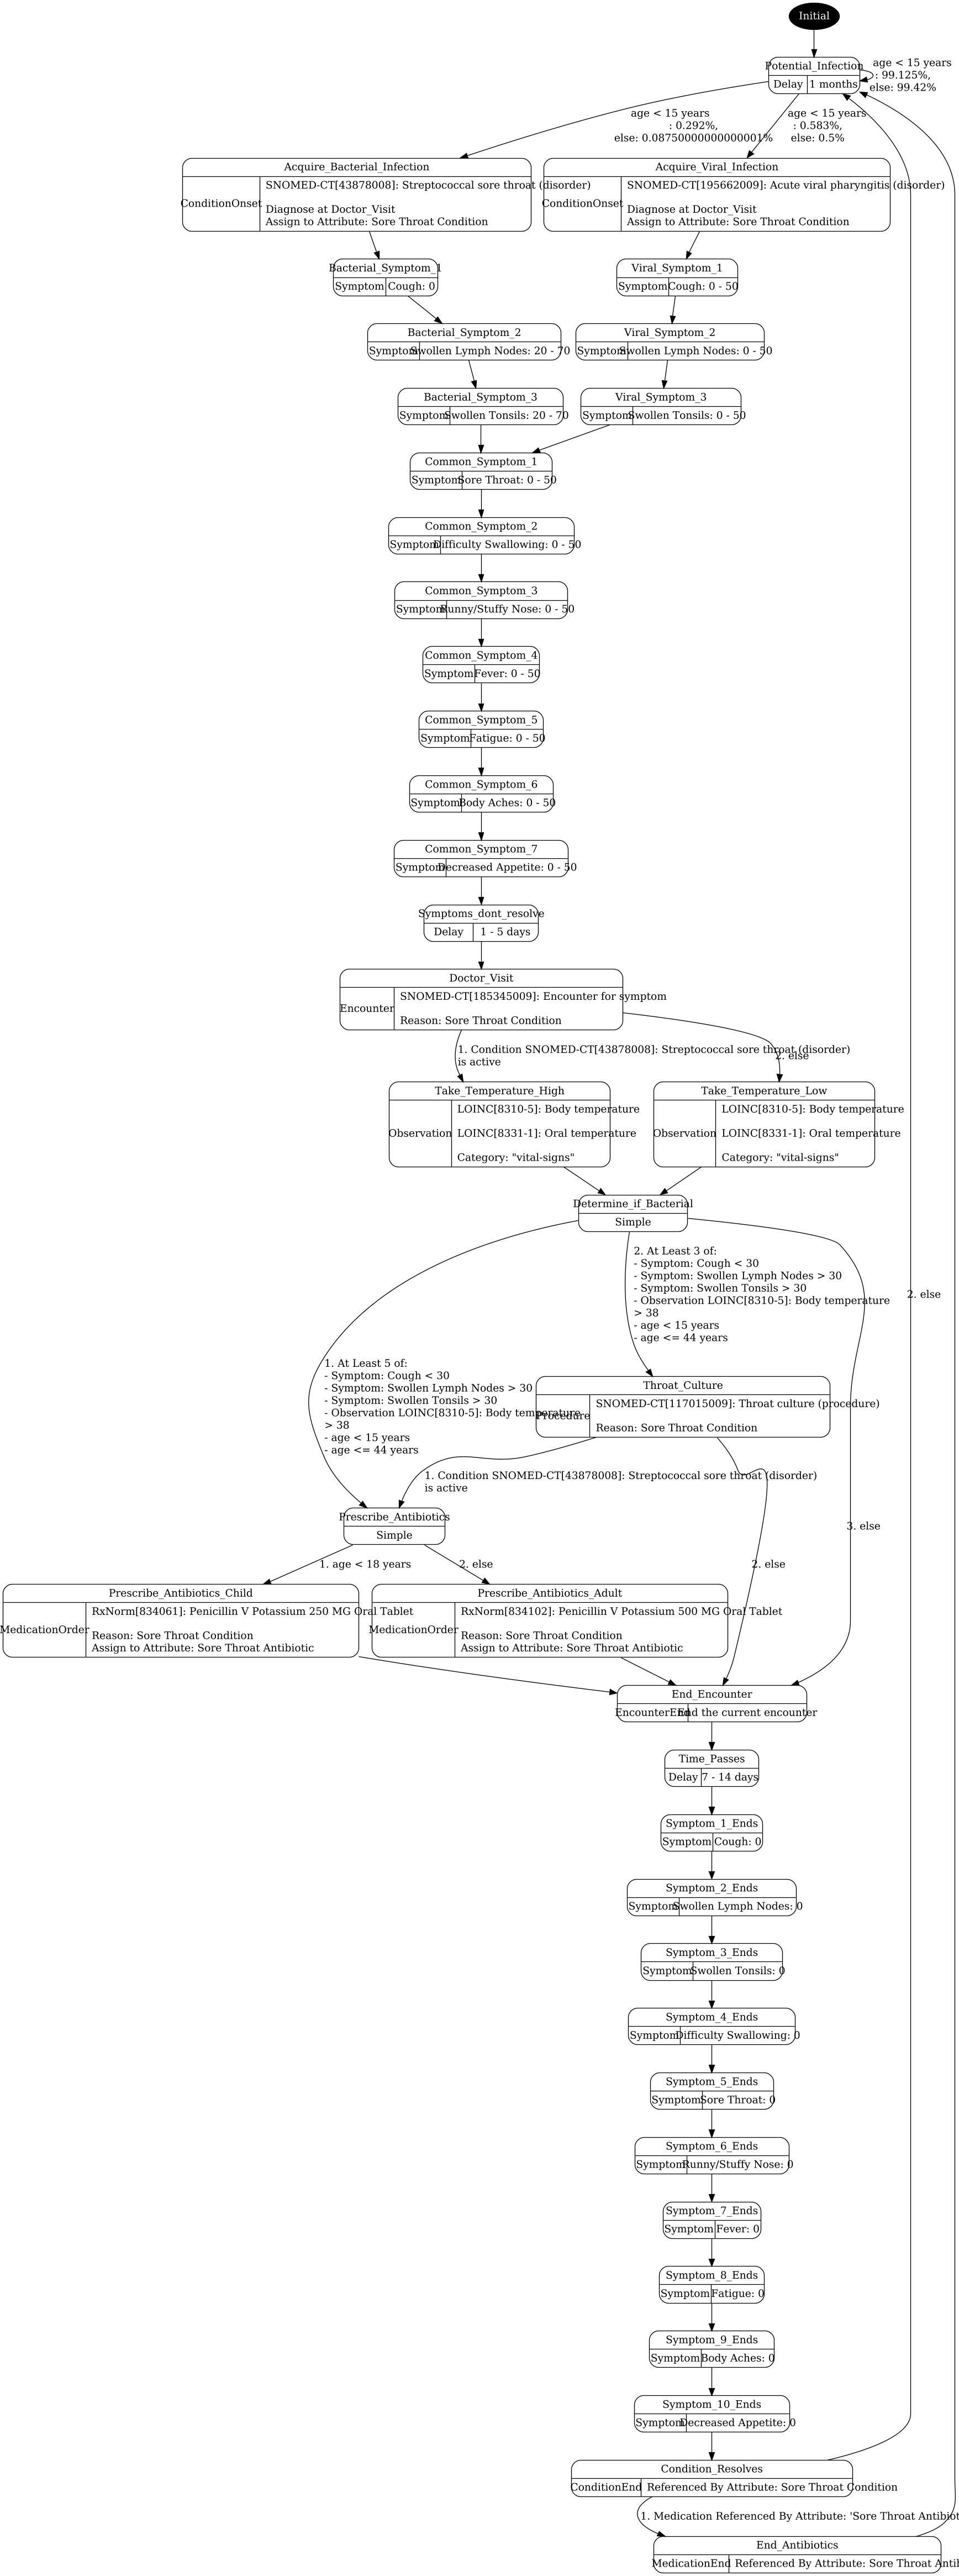 Initial
Potential_Infection
Delay 1 months
age < 15 years
: 99.125%,
else: 99.42%
age < 15 years
: 0.292%,
else: 0.08750000000000001%
age < 15 years
: 0.583%,
else: 0.5%
Acquire_Bacterial_Infection
ConditionOnset
SNOMED-CT[43878008]: Streptococcal sore throat (disorder)
Diagnose at Doctor_Visit
Assign to Attribute: Sore Throat Condition
Acquire_Viral_Infection
ConditionOnset
SNOMED-CT[195662009]: Acute viral pharyngitis (disorder)
Diagnose at Doctor_Visit
Assign to Attribute: Sore Throat Condition
Bacterial_Symptom_1
Symptom Cough: 0
Viral_Symptom_1
Symptom Cough: 0 - 50
Bacterial_Symptom_2
Symptom Swollen Lymph Nodes: 20 - 70
Viral_Symptom_2
Symptom Swollen Lymph Nodes: 0 - 50
Bacterial_Symptom_3
Symptom Swollen Tonsils: 20 - 70
Viral_Symptom_3
Symptom Swollen Tonsils: 0 - 50
Common_Symptom_1
Symptom Sore Throat: 0 - 50
Common_Symptom_2
Symptom Difficulty Swallowing: 0 - 50
Common_Symptom_3
Symptom Runny/Stuffy Nose: 0 - 50
Common_Symptom_4
Symptom Fever: 0 - 50
Common_Symptom_5
Symptom Fatigue: 0 - 50
Common_Symptom_6
Symptom Body Aches: 0 - 50
Common_Symptom_7
Symptom Decreased Appetite: 0 - 50
Symptoms_dont_resolve
Delay 1 - 5 days
Doctor_Visit
Encounter
SNOMED-CT[185345009]: Encounter for symptom
Reason: Sore Throat Condition
1. Condition SNOMED-CT[43878008]: Streptococcal sore throat (disorder)
is active
2. else
Take_Temperature_High
Observation
LOINC[8310-5]: Body temperature
LOINC[8331-1]: Oral temperature
Category: "vital-signs"
Take_Temperature_Low
Observation
LOINC[8310-5]: Body temperature
LOINC[8331-1]: Oral temperature
Category: "vital-signs"
Determine_if_Bacterial
Simple
2. At Least 3 of:
- Symptom: Cough < 30
- Symptom: Swollen Lymph Nodes > 30
- Symptom: Swollen Tonsils > 30
- Observation LOINC[8310-5]: Body temperature
> 38
- age < 15 years
- age <= 44 years
2. else
1. At Least 5 of:
- Symptom: Cough < 30
- Symptom: Swollen Lymph Nodes > 30
- Symptom: Swollen Tonsils > 30
- Observation LOINC[8310-5]: Body temperature
> 38
- age < 15 years
- age <= 44 years
Throat_Culture
Procedure
SNOMED-CT[117015009]: Throat culture (procedure)
Reason: Sore Throat Condition
1. Condition SNOMED-CT[43878008]: Streptococcal sore throat (disorder)
is active
3. else
Prescribe_Antibiotics
Simple
1. age < 18 years
2. else
2. else
Prescribe_Antibiotics_Child
MedicationOrder
RxNorm[834061]: Penicillin V Potassium 250 MG Oral Tablet
Reason: Sore Throat Condition
Assign to Attribute: Sore Throat Antibiotic
Prescribe_Antibiotics_Adult
MedicationOrder
RxNorm[834102]: Penicillin V Potassium 500 MG Oral Tablet
Reason: Sore Throat Condition
Assign to Attribute: Sore Throat Antibiotic
End_Encounter
EncounterEnd End the current encounter
Time_Passes
Delay 7 - 14 days
Symptom_1_Ends
Symptom Cough: 0
Symptom_2_Ends
Symptom Swollen Lymph Nodes: 0
Symptom_3_Ends
Symptom Swollen Tonsils: 0
Symptom_4_Ends
Symptom Difficulty Swallowing: 0
Symptom_5_Ends
Symptom Sore Throat: 0
Symptom_6_Ends
Symptom Runny/Stuffy Nose: 0
Symptom_7_Ends
Symptom Fever: 0
Symptom_8_Ends
Symptom Fatigue: 0
Symptom_9_Ends
Symptom Body Aches: 0
Symptom_10_Ends
Symptom Decreased Appetite: 0
Condition_Resolves
ConditionEnd Referenced By Attribute: Sore Throat Condition
1. Medication Referenced By Attribute: 'Sore Throat Antibiot
End_Antibiotics
MedicationEnd Referenced By Attribute: Sore Throat Antib